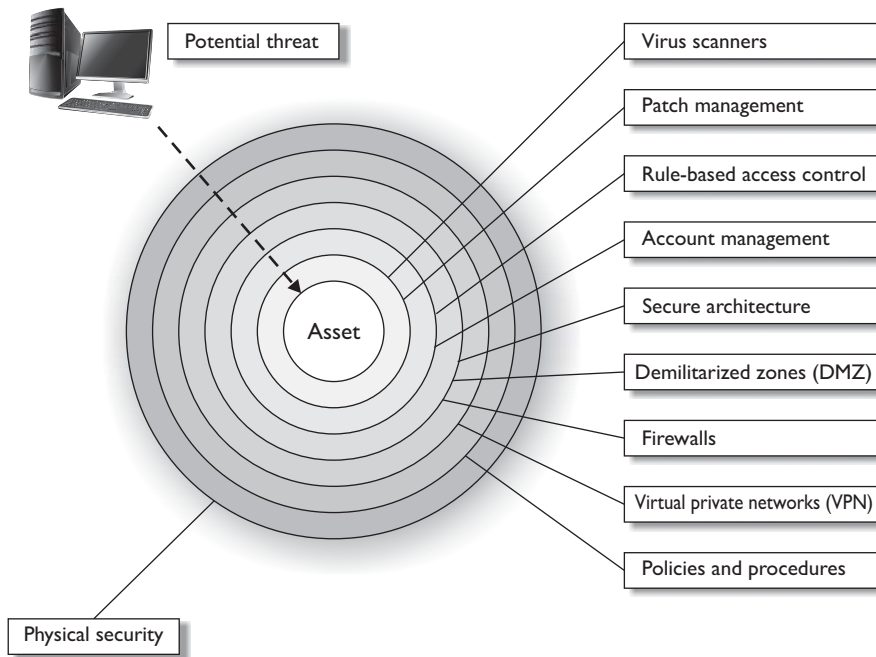 Potential threat
Virus scanners
Patch management
Rule-based access control
Account management
Asset
Secure architecture
Demilitarized zones (DMZ)
Firewalls
Virtual private networks (VPN)
Policies and procedures
Physical security